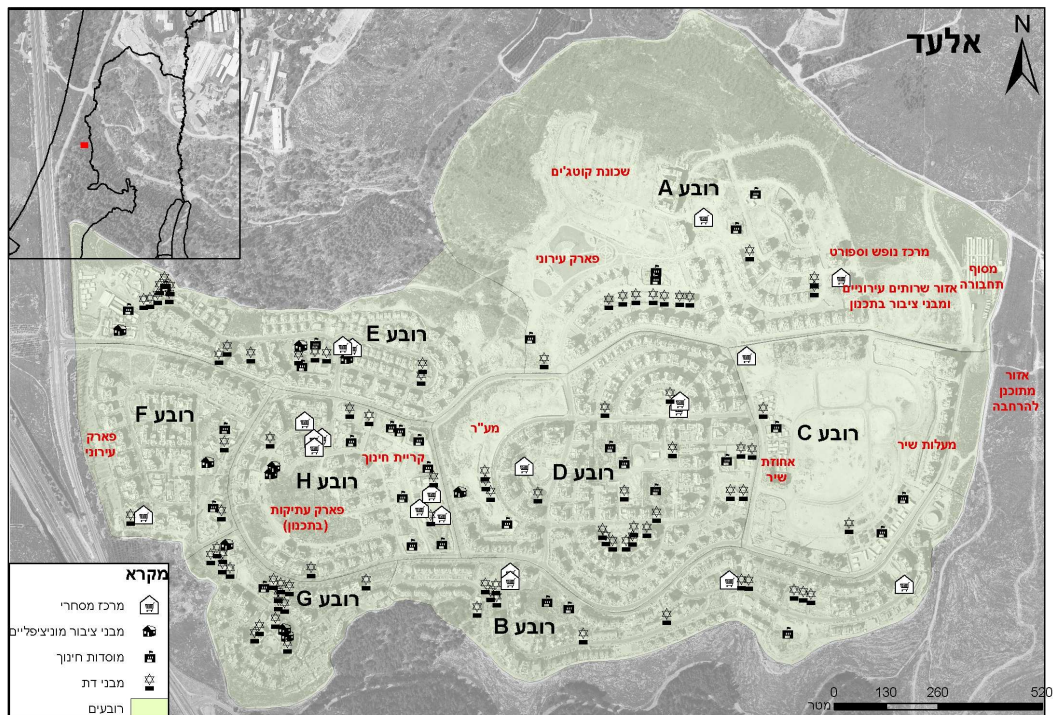 אלעד
N
שכונת קוטג'ים
רובע A
פארק עירוני
מרכז נופש וספורט
אזור שרותים עירוניים
ומבני ציבור בתכנון
מסוף
תחבורה
רובע E
אזור
מתוכנן
להרחבה
רובע F
פארק
עירוני
מע"ר
קריית חינוך
רובע C
מעלות שיר
רובע D
אחוזת
שיר
רובע H
פארק עתיקות
(בתכנון)
רובע G
רובע B
מקרא
מרכז מסחרי
מבני ציבור מוניציפליים
מוסדות חינוך
מבני דת
רובעים
0 130 260 520
מטר